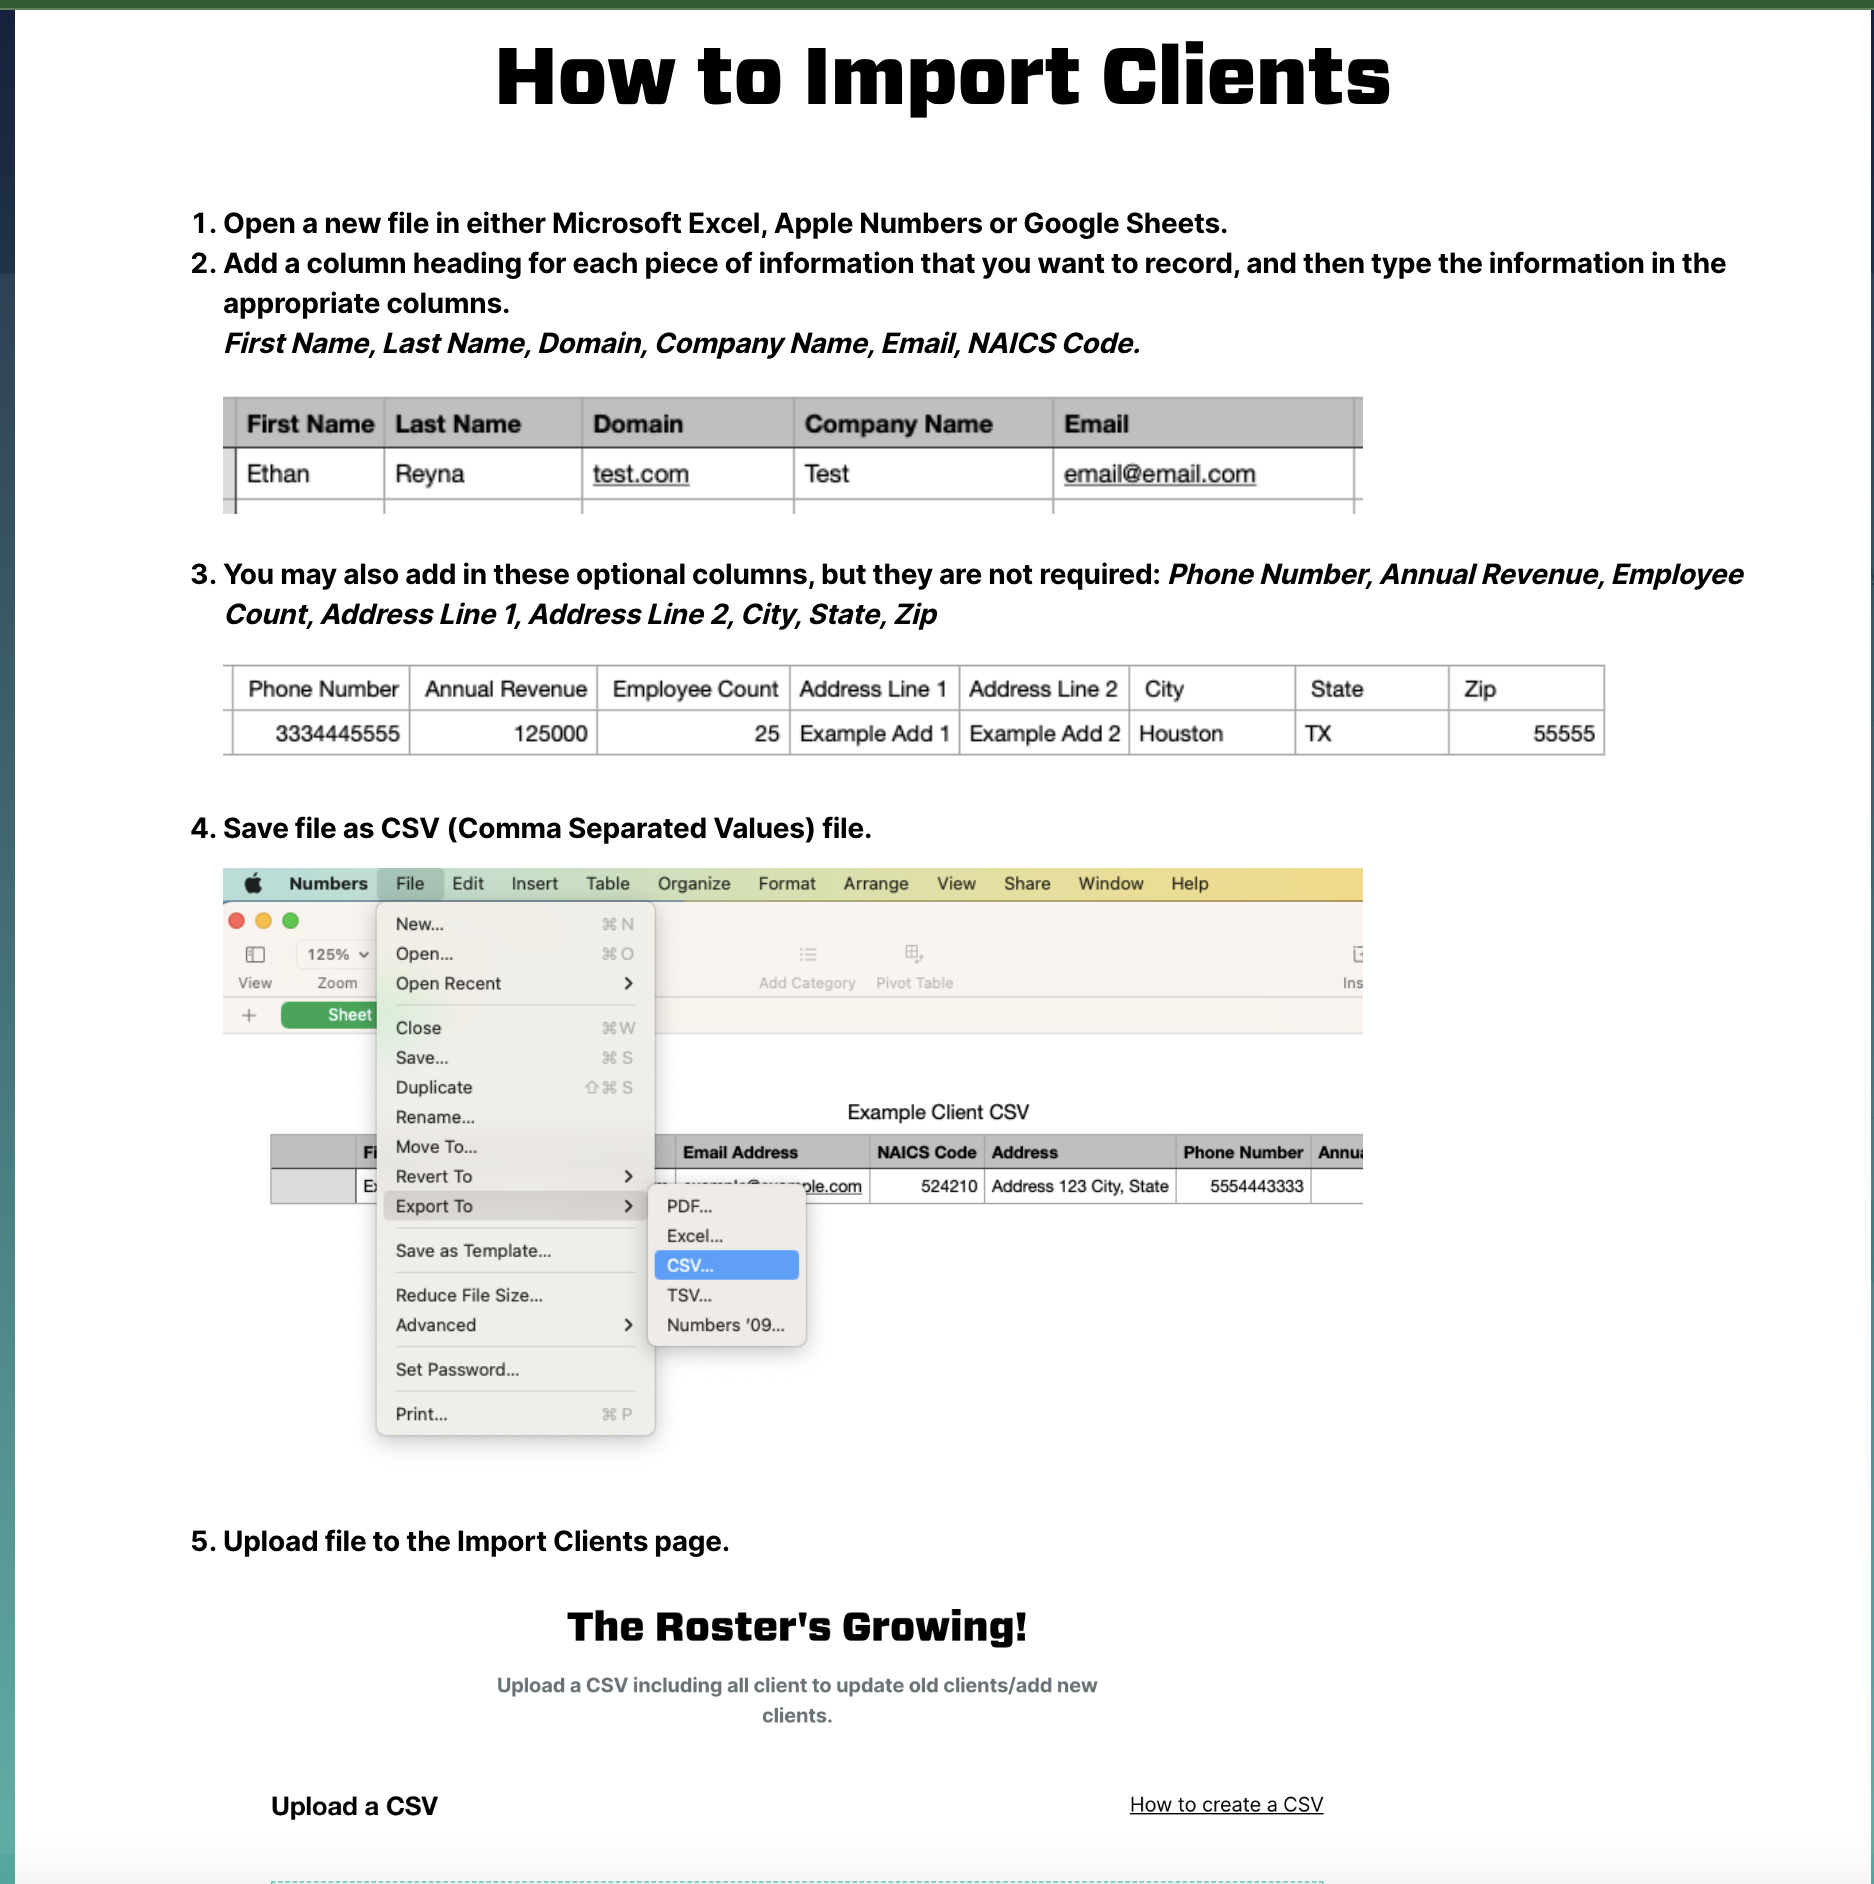 How to Import Clients
1. Open a new file in either Microsoft Excel, Apple Numbers or Google Sheets.
2. Add a column heading for each piece of information that you want to record, and then type the information in the
appropriate columns.
First Name, Last Name, Domain, Company Name, Email, NAICS Code.
First Name Last Name Domain Company Name Email
Ethan Reyna test.com Test email@email.com
3. You may also add in these optional columns, but they are not required: Phone Number, Annual Revenue, Employee
Count, Address Line 1, Address Line 2, City, State, Zip
Phone Number Annual Revenue Employee Count Address Line 1 Address Line 2 City State Zip
3334445555 125000 25 Example Add 1 Example Add 2 Houston TX 55555
4. Save file as CSV (Comma Separated Values) file.
Numbers File Edit Insert Table Organize Format Arrange View Share Window Help
New... ⌘ N
125% Open... ⌘ O
View Zoom Open Recent Add Category Pivot Table Ins
+ Sheet
Close ⌘ W
Save... ⌘ S
Duplicate ⇧ ⌘ S
Rename...
Example Client CSV
Move To...
Fi Email Address NAICS Code Address Phone Number Annua
Revert To
Ex .com 524210 Address 123 City, State 5554443333
Export To
PDF...
Excel...
CSV...
TSV...
Numbers '09...
Save as Template...
Reduce File Size...
Advanced
Set Password...
Print... ⌘ P
5. Upload file to the Import Clients page.
The Roster's Growing!
Upload a CSV including all client to update old clients/add new
clients.
Upload a CSV How to create a CSV